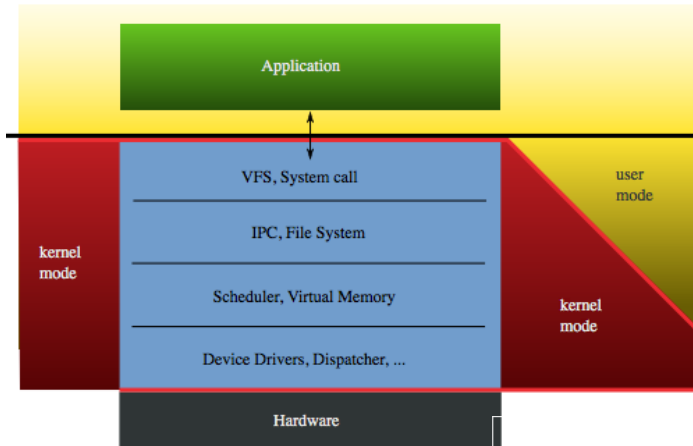 Application
VFS, System call
user
mode
IPC, File System
kernel
mode
Scheduler, Virtual Memory
kernel
mode
Device Drivers, Dispatcher, ...
Hardware